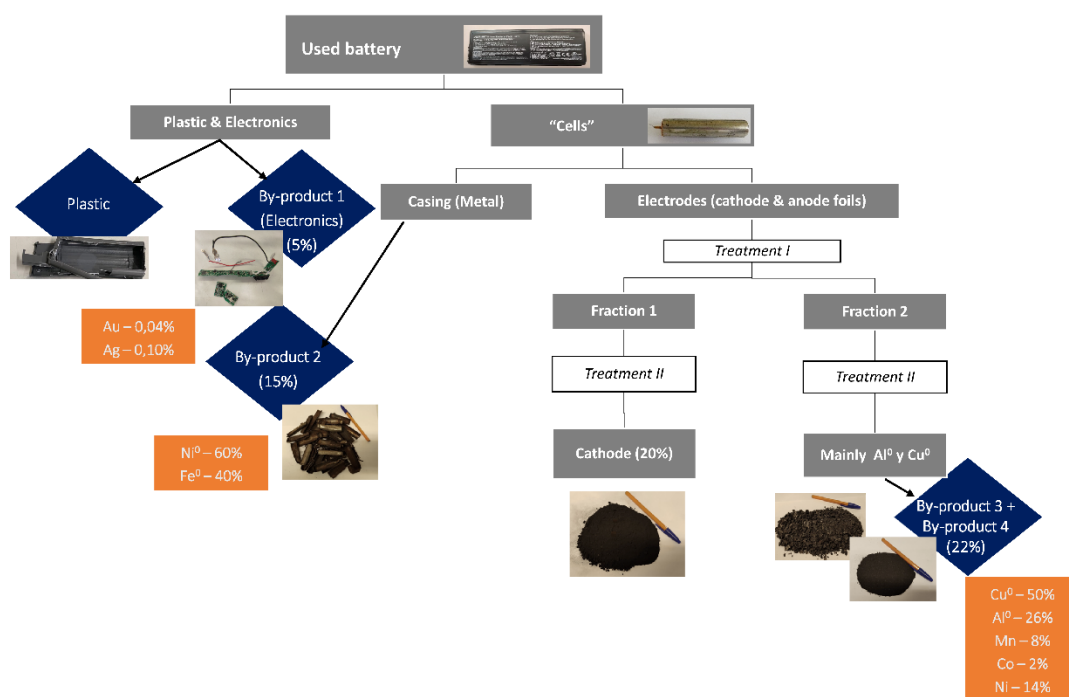 Used battery
Plastic & Electronics
“Cells”
Plastic
By-product 1
(Electronics)
(5%)
Casing (Metal)
Electrodes (cathode & anode foils)
Treatment I
Au – 0,04%
Ag – 0,10%
By-product 2
(15%)
Fraction 1
Fraction 2
Treatment II
Treatment II
Ni⁰ – 60%
Fe⁰ – 40%
Cathode (20%)
Mainly Al⁰ y Cu⁰
By-product 3 +
By-product 4
(22%)
Cu⁰ – 50%
Al⁰ – 26%
Mn – 8%
Co – 2%
Ni – 14%